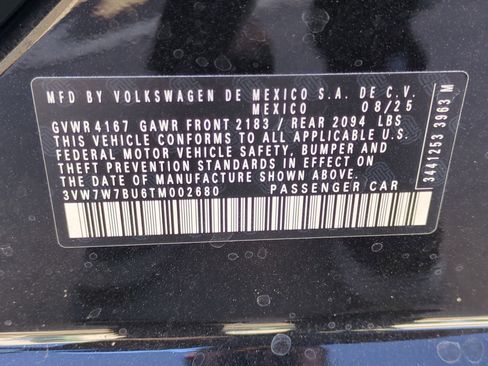 MFD BY VOLKSWAGEN DE MEXICO S.A. DE C.V.
MEXICO 08/25
GVWR 4167 GAWR FRONT 2183 / REAR 2094 LBS
THIS VEHICLE CONFORMS TO ALL APPLICABLE U.S.
FEDERAL MOTOR VEHICLE SAFETY, BUMPER AND
THEFT PREVENTION STANDARDS IN EFFECT ON
THE DATE OF MANUFACTURE SHOWN ABOVE.
3VW7W7BU6TM002680 PASSENGER CAR
3441253 3963 M